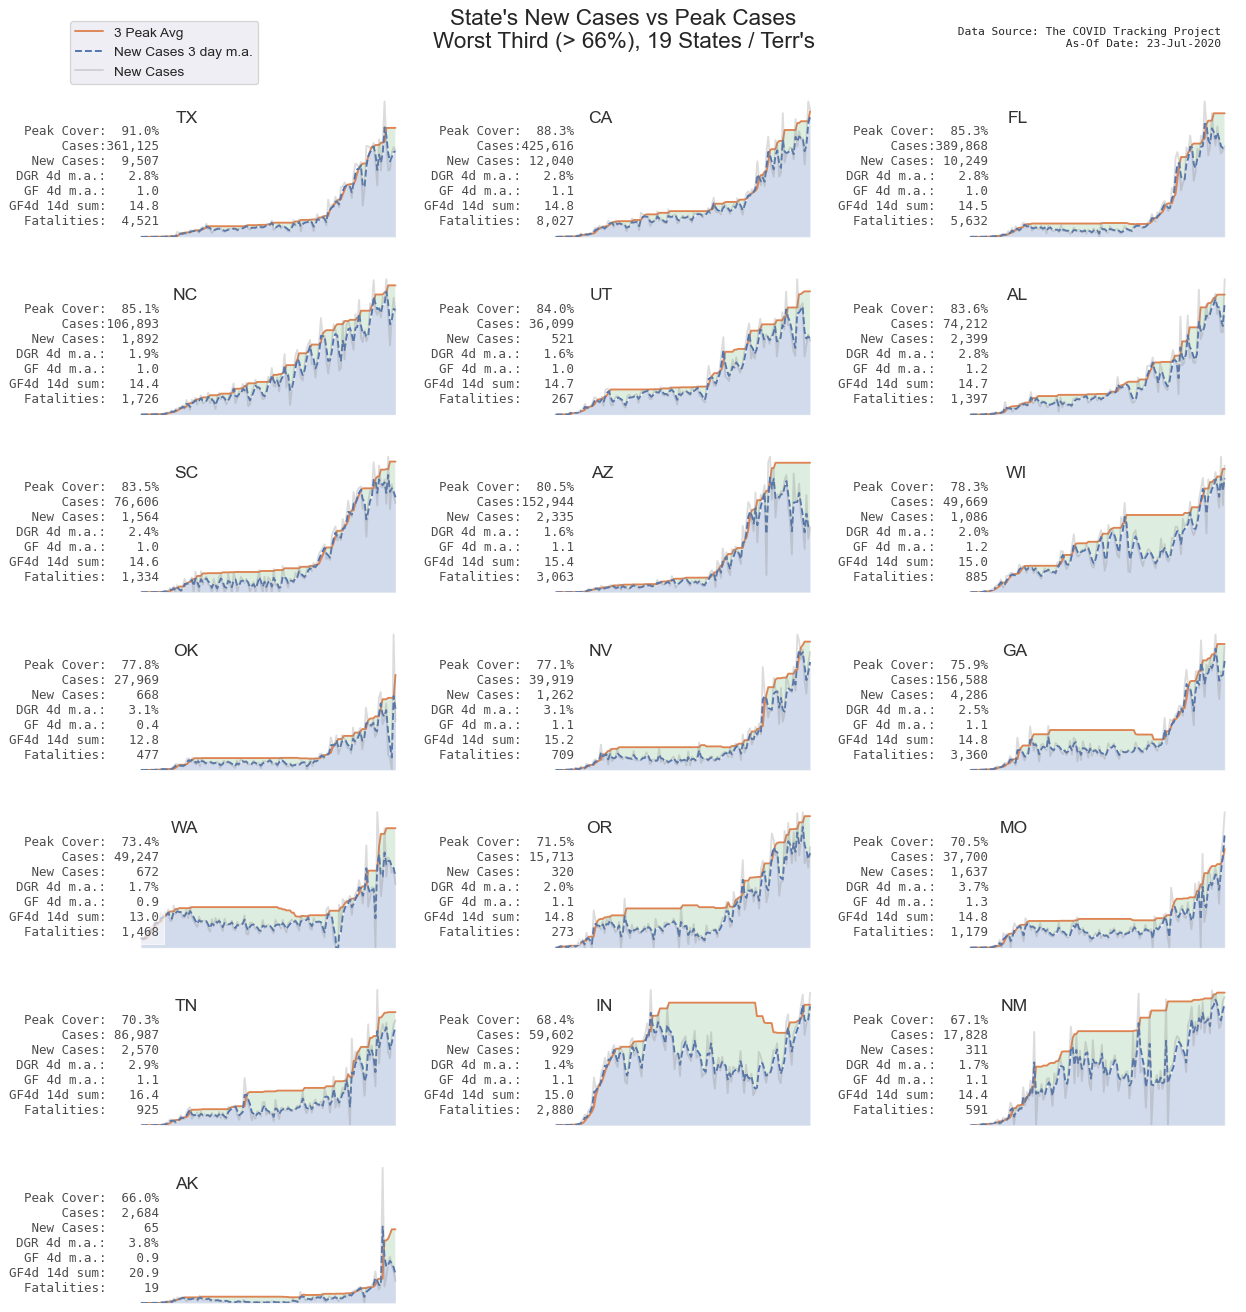 State's New Cases vs Peak Cases
Worst Third (> 66%), 19 States / Terr's
3 Peak Avg
New Cases 3 day m.a.
New Cases
Data Source: The COVID Tracking Project
As-Of Date: 23-Jul-2020
TX
Peak Cover: 91.0%
Cases:361,125
New Cases: 9,507
DGR 4d m.a.: 2.8%
GF 4d m.a.: 1.0
GF4d 14d sum: 14.8
Fatalities: 4,521
CA
Peak Cover: 88.3%
Cases:425,616
New Cases: 12,040
DGR 4d m.a.: 2.8%
GF 4d m.a.: 1.1
GF4d 14d sum: 14.8
Fatalities: 8,027
FL
Peak Cover: 85.3%
Cases:389,868
New Cases: 10,249
DGR 4d m.a.: 2.8%
GF 4d m.a.: 1.0
GF4d 14d sum: 14.5
Fatalities: 5,632
NC
Peak Cover: 85.1%
Cases:106,893
New Cases: 1,892
DGR 4d m.a.: 1.9%
GF 4d m.a.: 1.0
GF4d 14d sum: 14.4
Fatalities: 1,726
UT
Peak Cover: 84.0%
Cases: 36,099
New Cases: 521
DGR 4d m.a.: 1.6%
GF 4d m.a.: 1.0
GF4d 14d sum: 14.7
Fatalities: 267
AL
Peak Cover: 83.6%
Cases: 74,212
New Cases: 2,399
DGR 4d m.a.: 2.8%
GF 4d m.a.: 1.2
GF4d 14d sum: 14.7
Fatalities: 1,397
SC
Peak Cover: 83.5%
Cases: 76,606
New Cases: 1,564
DGR 4d m.a.: 2.4%
GF 4d m.a.: 1.0
GF4d 14d sum: 14.6
Fatalities: 1,334
AZ
Peak Cover: 80.5%
Cases:152,944
New Cases: 2,335
DGR 4d m.a.: 1.6%
GF 4d m.a.: 1.1
GF4d 14d sum: 15.4
Fatalities: 3,063
WI
Peak Cover: 78.3%
Cases: 49,669
New Cases: 1,086
DGR 4d m.a.: 2.0%
GF 4d m.a.: 1.2
GF4d 14d sum: 15.0
Fatalities: 885
OK
Peak Cover: 77.8%
Cases: 27,969
New Cases: 668
DGR 4d m.a.: 3.1%
GF 4d m.a.: 0.4
GF4d 14d sum: 12.8
Fatalities: 477
NV
Peak Cover: 77.1%
Cases: 39,919
New Cases: 1,262
DGR 4d m.a.: 3.1%
GF 4d m.a.: 1.1
GF4d 14d sum: 15.2
Fatalities: 709
GA
Peak Cover: 75.9%
Cases:156,588
New Cases: 4,286
DGR 4d m.a.: 2.5%
GF 4d m.a.: 1.1
GF4d 14d sum: 14.8
Fatalities: 3,360
WA
Peak Cover: 73.4%
Cases: 49,247
New Cases: 672
DGR 4d m.a.: 1.7%
GF 4d m.a.: 0.9
GF4d 14d sum: 13.0
Fatalities: 1,468
OR
Peak Cover: 71.5%
Cases: 15,713
New Cases: 320
DGR 4d m.a.: 2.0%
GF 4d m.a.: 1.1
GF4d 14d sum: 14.8
Fatalities: 273
MO
Peak Cover: 70.5%
Cases: 37,700
New Cases: 1,637
DGR 4d m.a.: 3.7%
GF 4d m.a.: 1.3
GF4d 14d sum: 14.8
Fatalities: 1,179
TN
Peak Cover: 70.3%
Cases: 86,987
New Cases: 2,570
DGR 4d m.a.: 2.9%
GF 4d m.a.: 1.1
GF4d 14d sum: 16.4
Fatalities: 925
IN
Peak Cover: 68.4%
Cases: 59,602
New Cases: 929
DGR 4d m.a.: 1.4%
GF 4d m.a.: 1.1
GF4d 14d sum: 15.0
Fatalities: 2,880
NM
Peak Cover: 67.1%
Cases: 17,828
New Cases: 311
DGR 4d m.a.: 1.7%
GF 4d m.a.: 1.1
GF4d 14d sum: 14.4
Fatalities: 591
AK
Peak Cover: 66.0%
Cases: 2,684
New Cases: 65
DGR 4d m.a.: 3.8%
GF 4d m.a.: 0.9
GF4d 14d sum: 20.9
Fatalities: 19